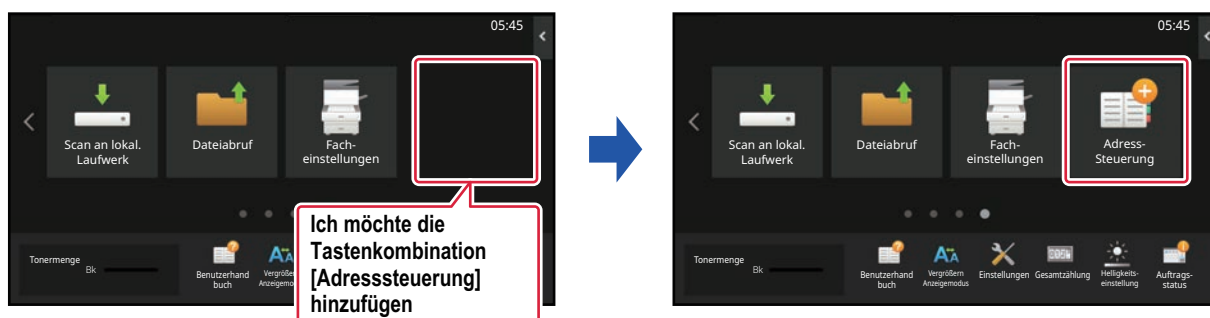 05:45
Scan an lokal.
Laufwerk
Dateiabruf
Fach-
einstellungen
Ich möchte die
Tastenkombination
[Adresssteuerung]
hinzufügen
Tonermenge
Bk
Benutzerhand
buch
Vergrößer
Anzeigemo
05:45
Scan an lokal.
Laufwerk
Dateiabruf
Fach-
einstellungen
Adress-
Steuerung
Tonermenge
Bk
Benutzerhand
buch
Vergrößern
Anzeigemodus
Einstellungen
Gesamtzählung
Helligkeits-
einstellung
Auftrags-
status